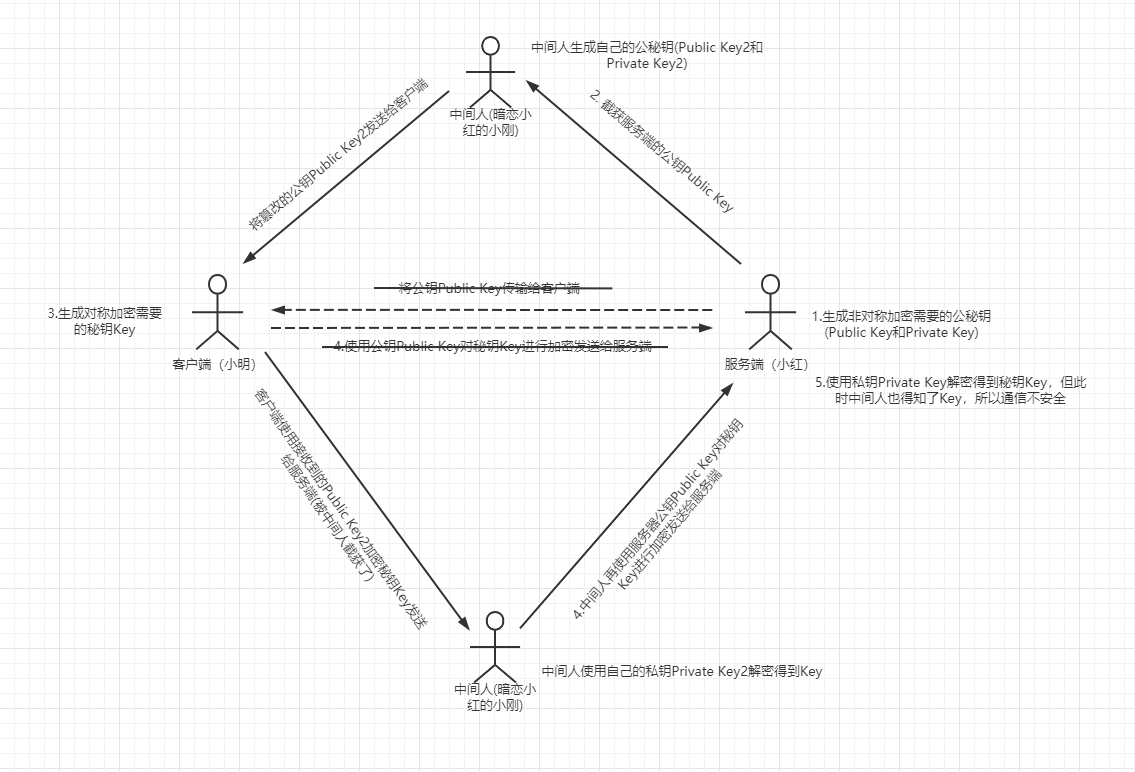 中间人生成自己的公秘钥(Public Key2和
Private Key2)
中间人(暗恋小
红的小刚)
将篡改的公钥Public Key2发送给客户端
2. 截获服务端的公钥Public Key
将公钥Public Key传输给客户端
3.生成对称加密需要
的秘钥Key
1.生成非对称加密需要的公秘钥
(Public Key和Private Key)
4.使用公钥Public Key对秘钥Key进行加密发送给服务端
客户端（小明）
服务端（小红）
5.使用私钥Private Key解密得到秘钥Key，但此
时中间人也得知了Key，所以通信不安全
客户端使用接收到的Public Key2加密秘钥Key发送
给服务端(被中间人截获了)
4.中间人再使用服务器公钥Public Key对秘钥
Key进行加密发送给服务端
中间人使用自己的私钥Private Key2解密得到Key
中间人(暗恋小
红的小刚)